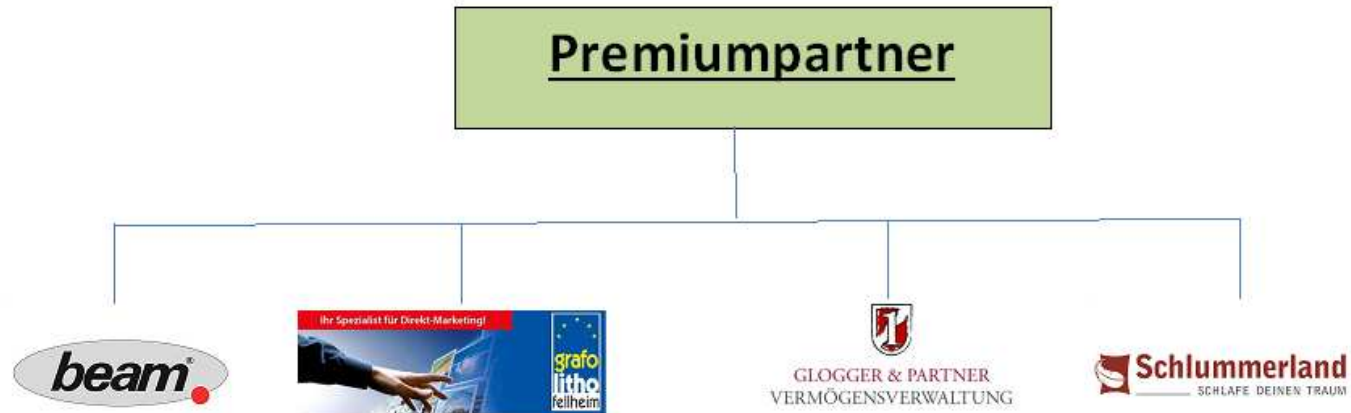 Premiumpartner
beam®
Ihr Spezialist für Direkt-Marketing!
grafo
litho
fellheim
GLOGGER & PARTNER
VERMÖGENSVERWALTUNG
Schlummerland
SCHLAFE DEINEN TRAUM